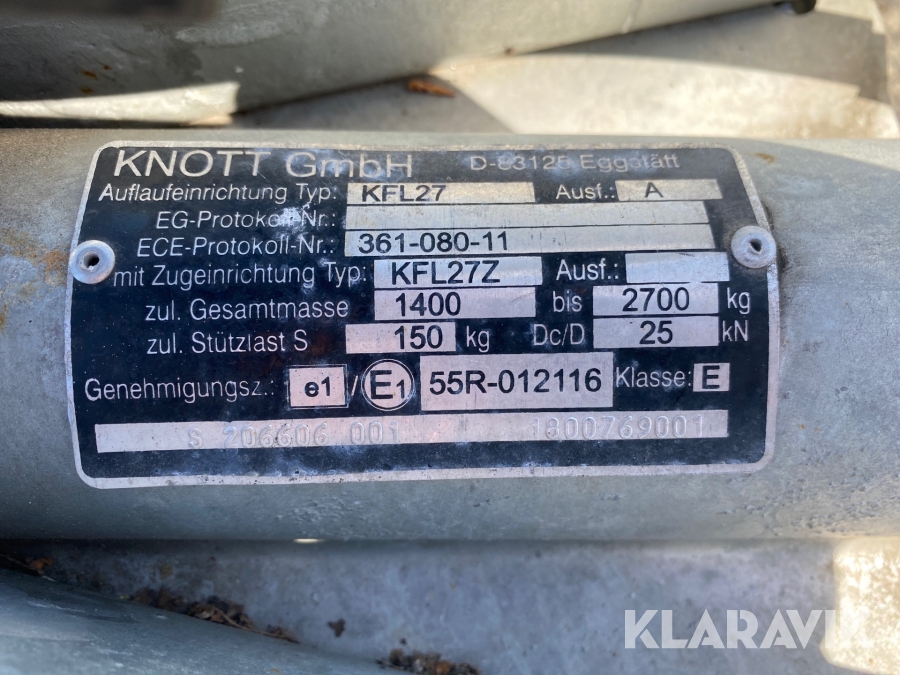 KNOTT GmbH D-83125 Eggstätt
Auflaufeinrichtung Typ: KFL27 Ausf.: A
EG-Protokoll-Nr.:
ECE-Protokoll-Nr.: 361-080-11
mit Zugeinrichtung Typ: KFL27Z Ausf.:
zul. Gesamtmasse 1400 bis 2700 kg
zul. Stützlast S 150 kg Dc/D 25 kN
Genehmigungsz.: e1 / E1 55R-012116 Klasse: E
S 206606 001 1800769001
KLARAVIK